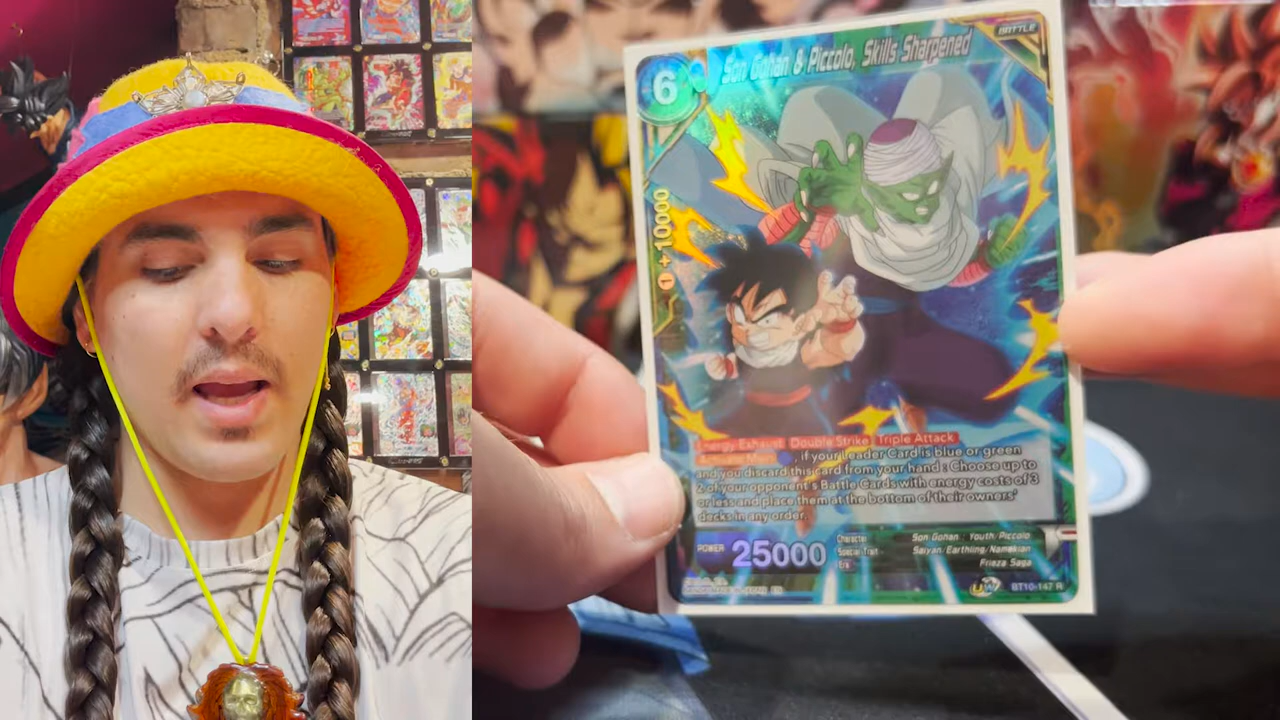 BATTLE
6
Son Gohan & Piccolo, Skills Sharpened
1 +10000
Energy Exhaust Double Strike Triple Attack
, if your Leader Card is blue or green
and you discard this card from your hand : Choose up to
2 of your opponent's Battle Cards with energy costs of 3
or less and place them at the bottom of their owners'
decks in any order.
POWER 25000
Character Son Gohan : Youth/Piccolo
Special Trait Saiyan/Earthling/Namekian
Era Frieza Saga
BT10-147 R